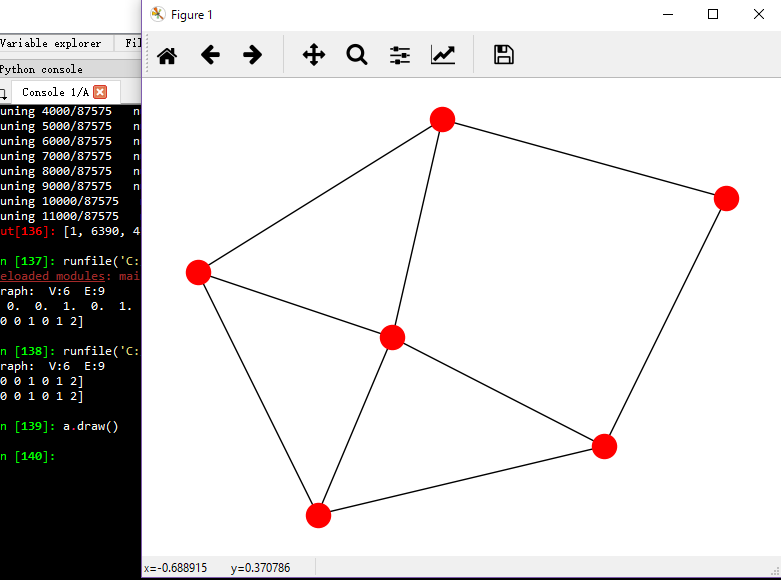 Figure 1
Variable explorer Fil
Python console
Console 1/A
uning 4000/87575 n
uning 5000/87575 n
uning 6000/87575 n
uning 7000/87575 n
uning 8000/87575 n
uning 9000/87575 n
uning 10000/87575
uning 11000/87575
ut[136]: [1, 6390, 4
n [137]: runfile('C:
eloaded modules: mai
raph: V:6 E:9
0. 0. 1. 0. 1.
0 0 1 0 1 2]
n [138]: runfile('C:
raph: V:6 E:9
0 0 1 0 1 2]
0 0 1 0 1 2]
n [139]: a.draw()
n [140]:
x=-0.688915 y=0.370786